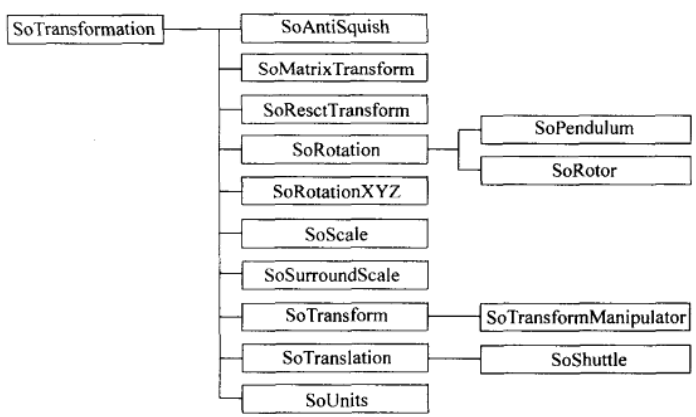 SoTransformation
SoAntiSquish
SoMatrixTransform
SoResctTransform
SoRotation
SoPendulum
SoRotor
SoRotationXYZ
SoScale
SoSurroundScale
SoTransform
SoTransformManipulator
SoTranslation
SoShuttle
SoUnits